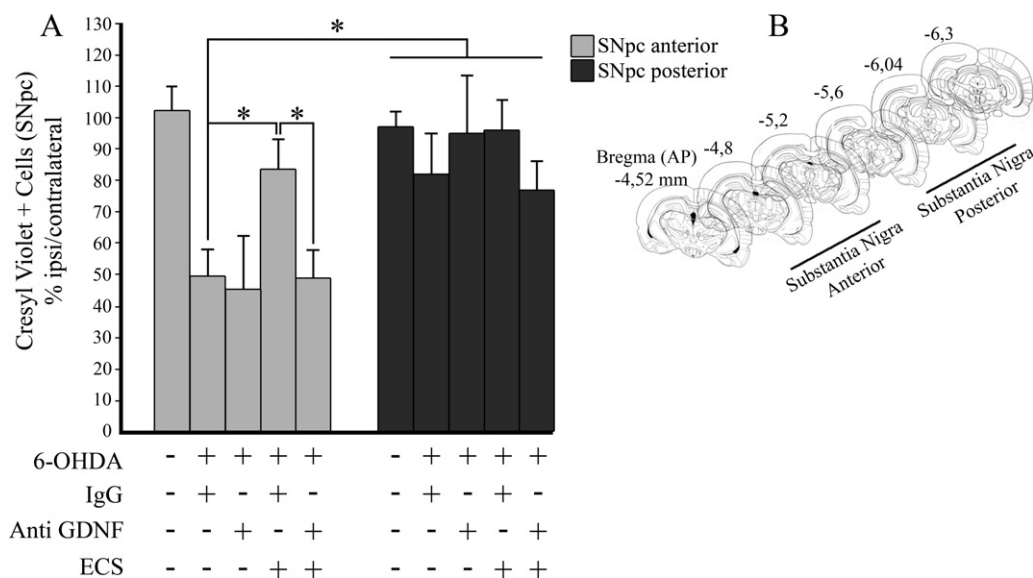 A
Cresyl Violet + Cells (SNpc)
% ipsi/contralateral
130
120
110
100
90
80
70
60
50
40
30
20
10
0
*
*
*
SNpc anterior
SNpc posterior
6-OHDA - + + + + - + + + +
IgG - + - + - - + - + -
Anti GDNF - - + - + - - + - +
ECS - - - + + - - - + +
B
Bregma (AP)
-4,52 mm
-4,8
-5,2
-5,6
-6,04
-6,3
Substantia Nigra
Anterior
Substantia Nigra
Posterior